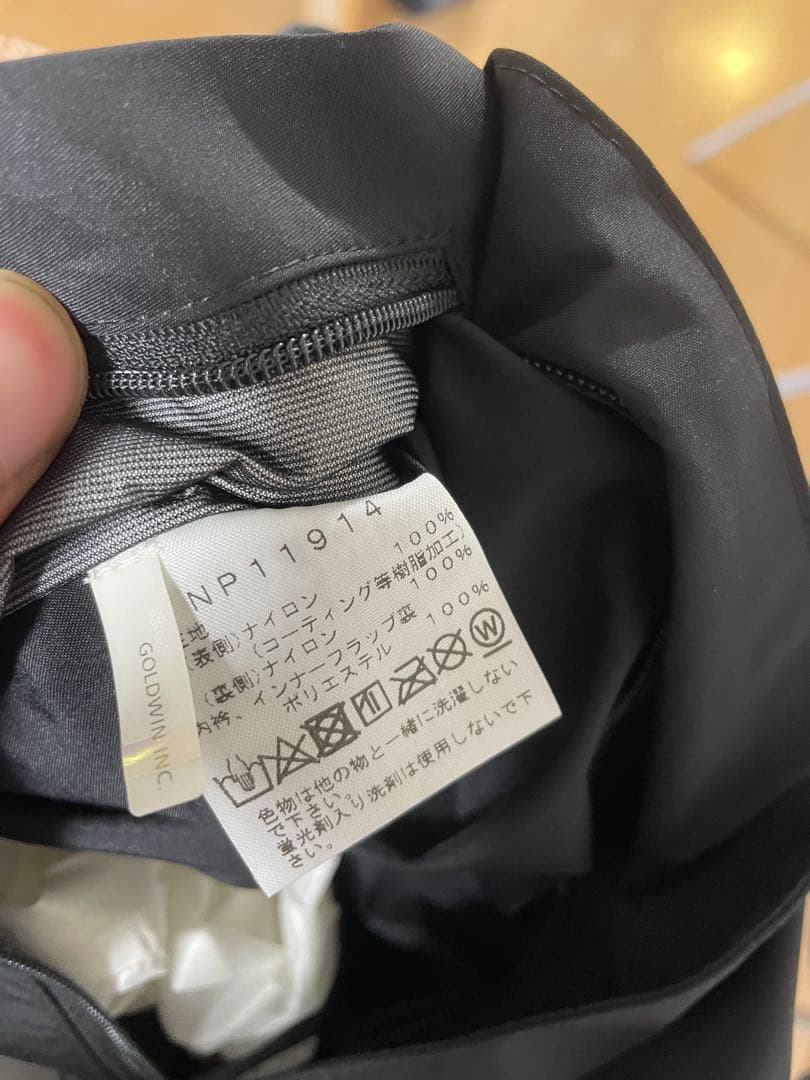 NP11914
生地
(表側)ナイロン 100%
(コーティング等樹脂加工)
(裏側)ナイロン 100%
内衿、インナーフラップ裏
ポリエステル 100%
W
色物は他の物と一緒に洗濯しない
で下さい。
蛍光剤入り洗剤は使用しないで下
さい。
GOLDWIN INC.